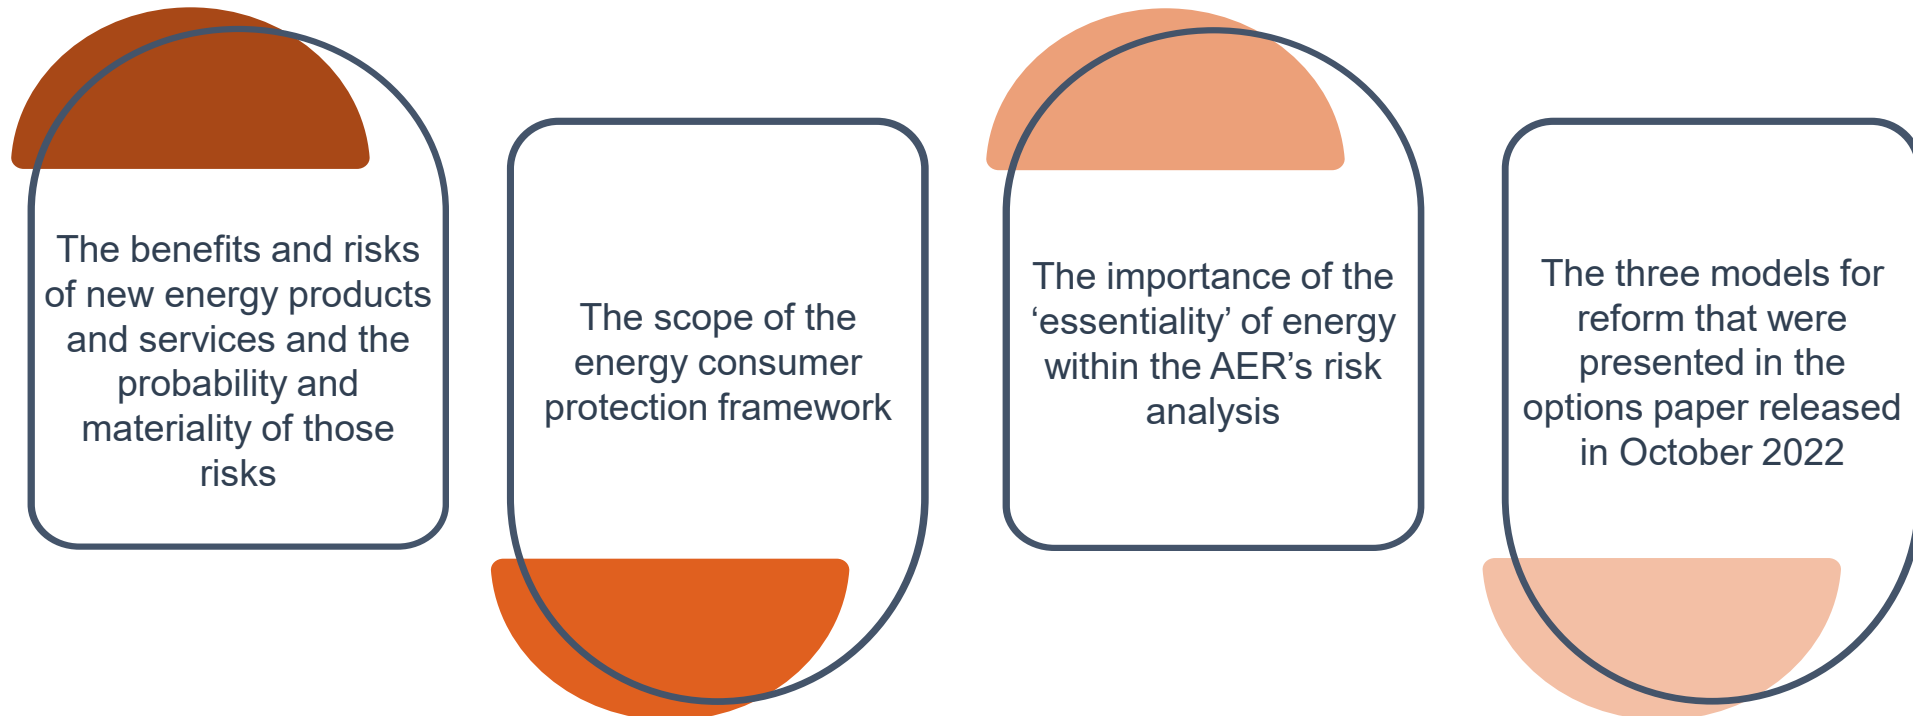 The benefits and risks
of new energy products
and services and the
probability and
materiality of those
risks
The scope of the
energy consumer
protection framework
The importance of the
‘essentiality’ of energy
within the AER’s risk
analysis
The three models for
reform that were
presented in the
options paper released
in October 2022